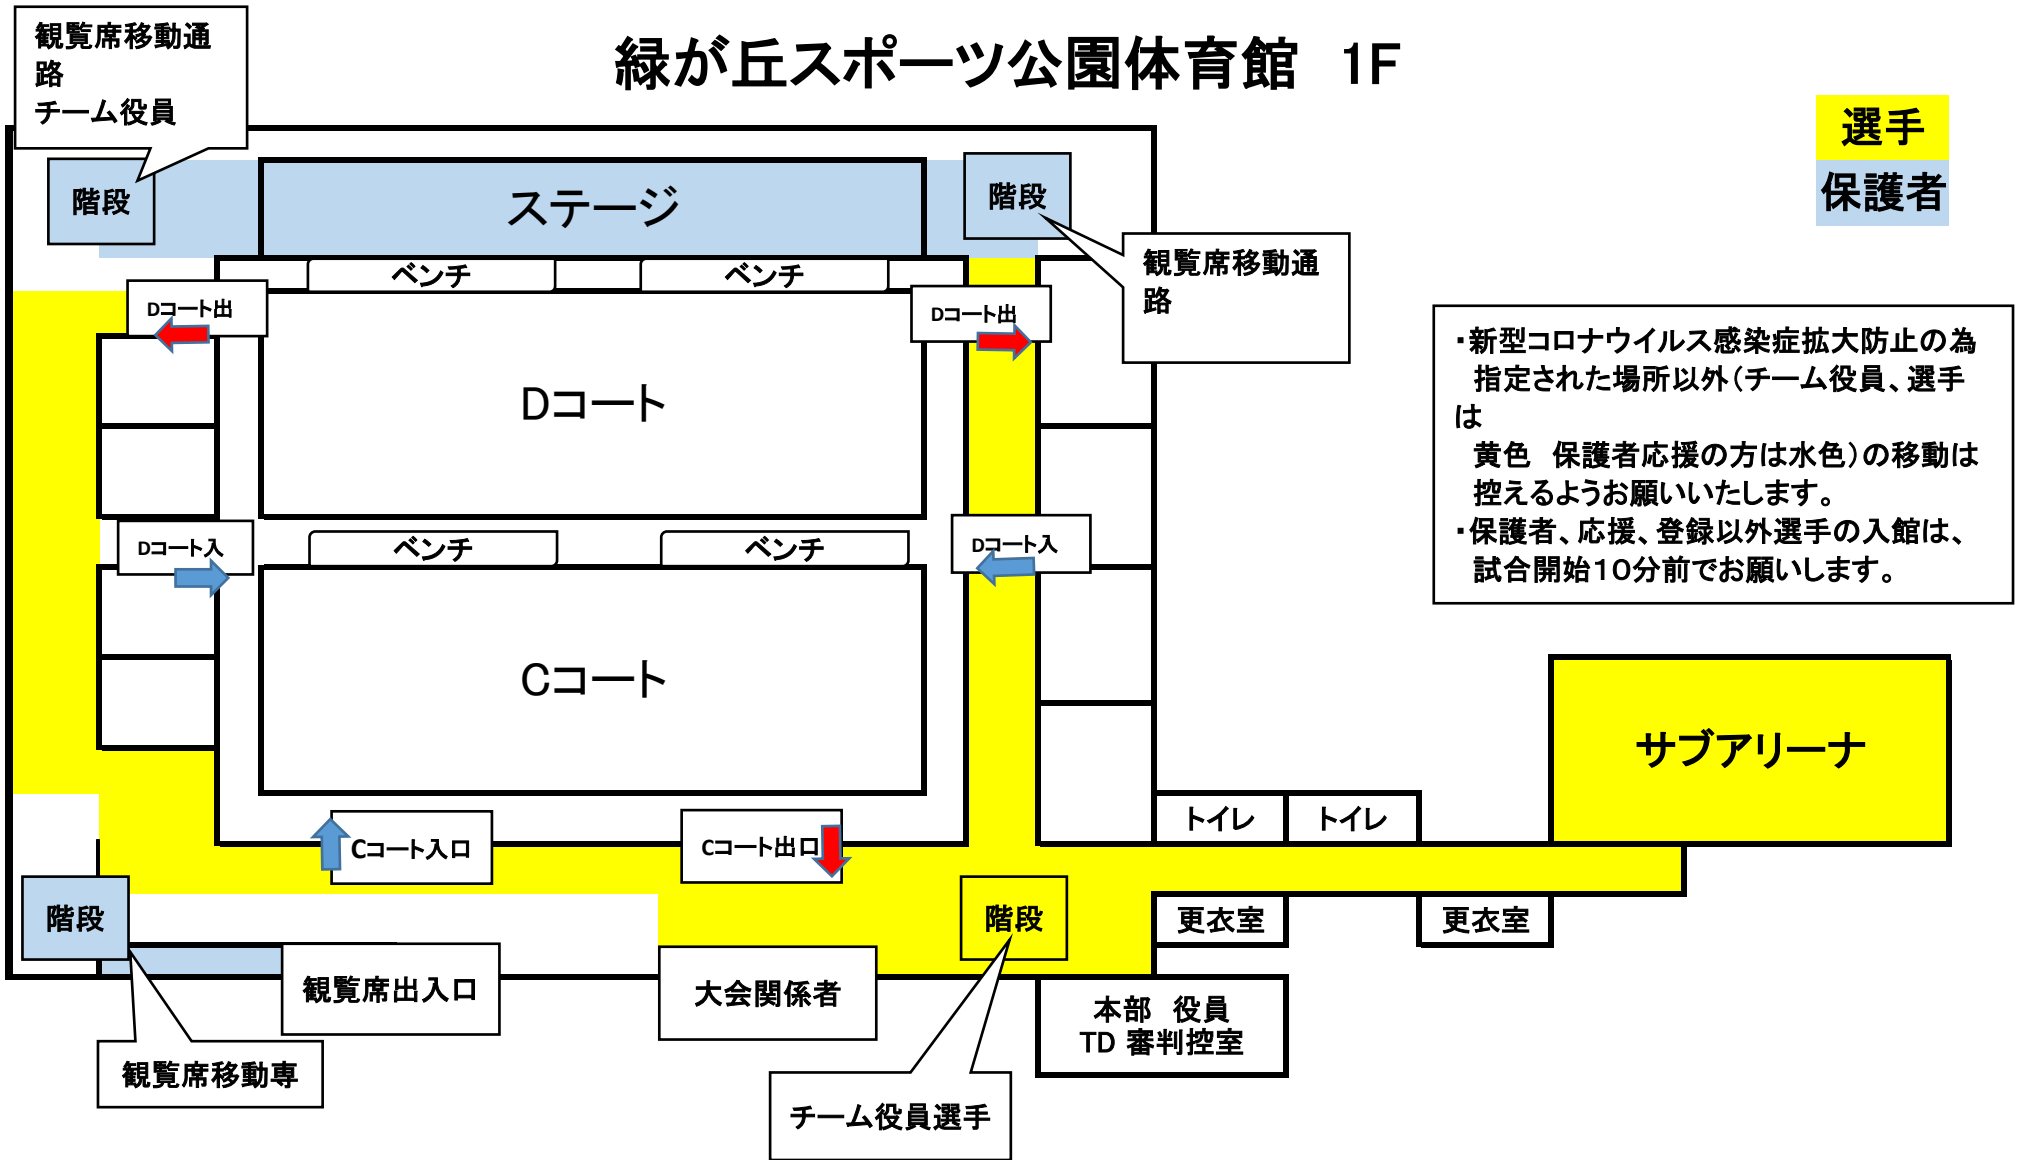 観覧席移動通
路
チーム役員
緑が丘スポーツ公園体育館 1F
選手
保護者
階段
ステージ
階段
観覧席移動通
路
ベンチ
ベンチ
Dコート出
Dコート出
Dコート
・新型コロナウイルス感染症拡大防止の為
指定された場所以外（チーム役員、選手
は
黄色 保護者応援の方は水色）の移動は
控えるようお願いいたします。
・保護者、応援、登録以外選手の入館は、
試合開始１０分前でお願いします。
Dコート入
ベンチ
ベンチ
Dコート入
Cコート
サブアリーナ
トイレ
トイレ
Cコート入口
Cコート出口
階段
階段
更衣室
更衣室
観覧席出入口
大会関係者
本部 役員
TD 審判控室
観覧席移動専
チーム役員選手